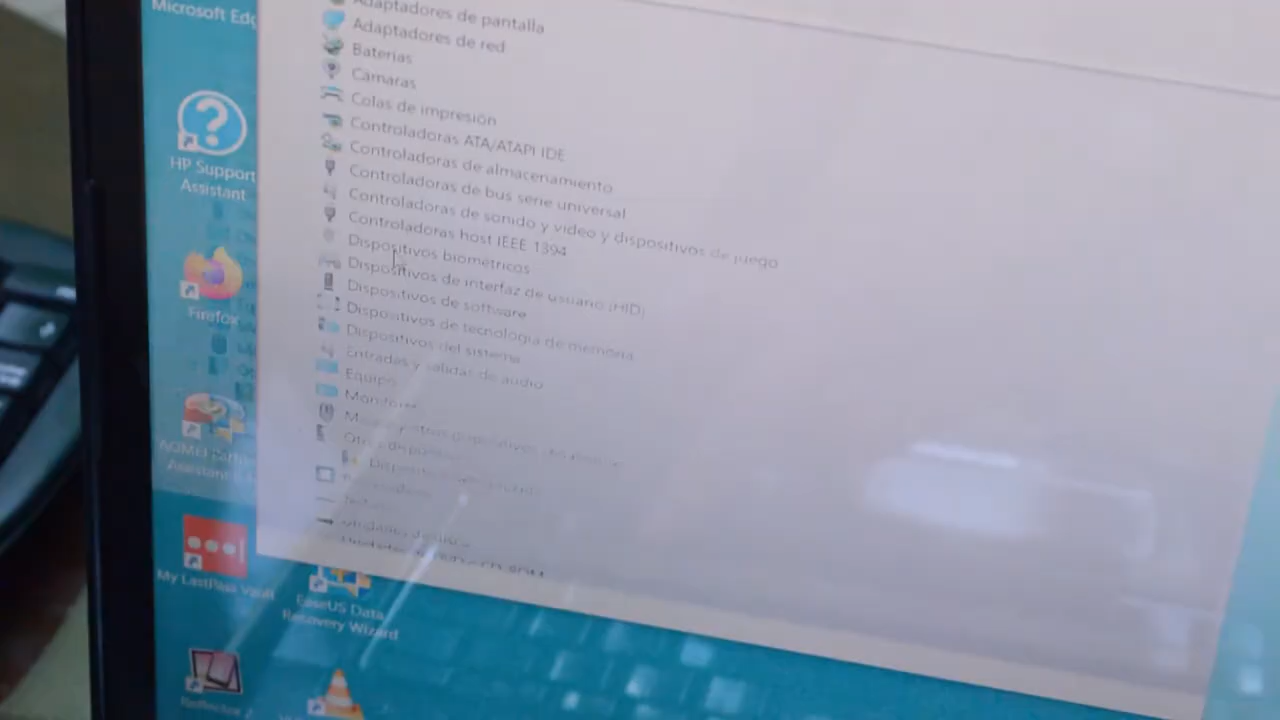 Microsoft Edg
HP Support
Assistant
Firefox
My LastPass Vault
EaseUS Data
Recovery Wizard
Reflector
Adaptadores de pantalla
Adaptadores de red
Baterías
Cámaras
Colas de impresión
Controladoras ATA/ATAPI IDE
Controladoras de almacenamiento
Controladoras de bus serie universal
Controladoras de sonido y vídeo y dispositivos de juego
Controladoras host IEEE 1394
Dispositivos biométricos
Dispositivos de interfaz de usuario (HID)
Dispositivos de software
Dispositivos de tecnología de memoria
Dispositivos del sistema
Entradas y salidas de audio
Equipo
Monitores